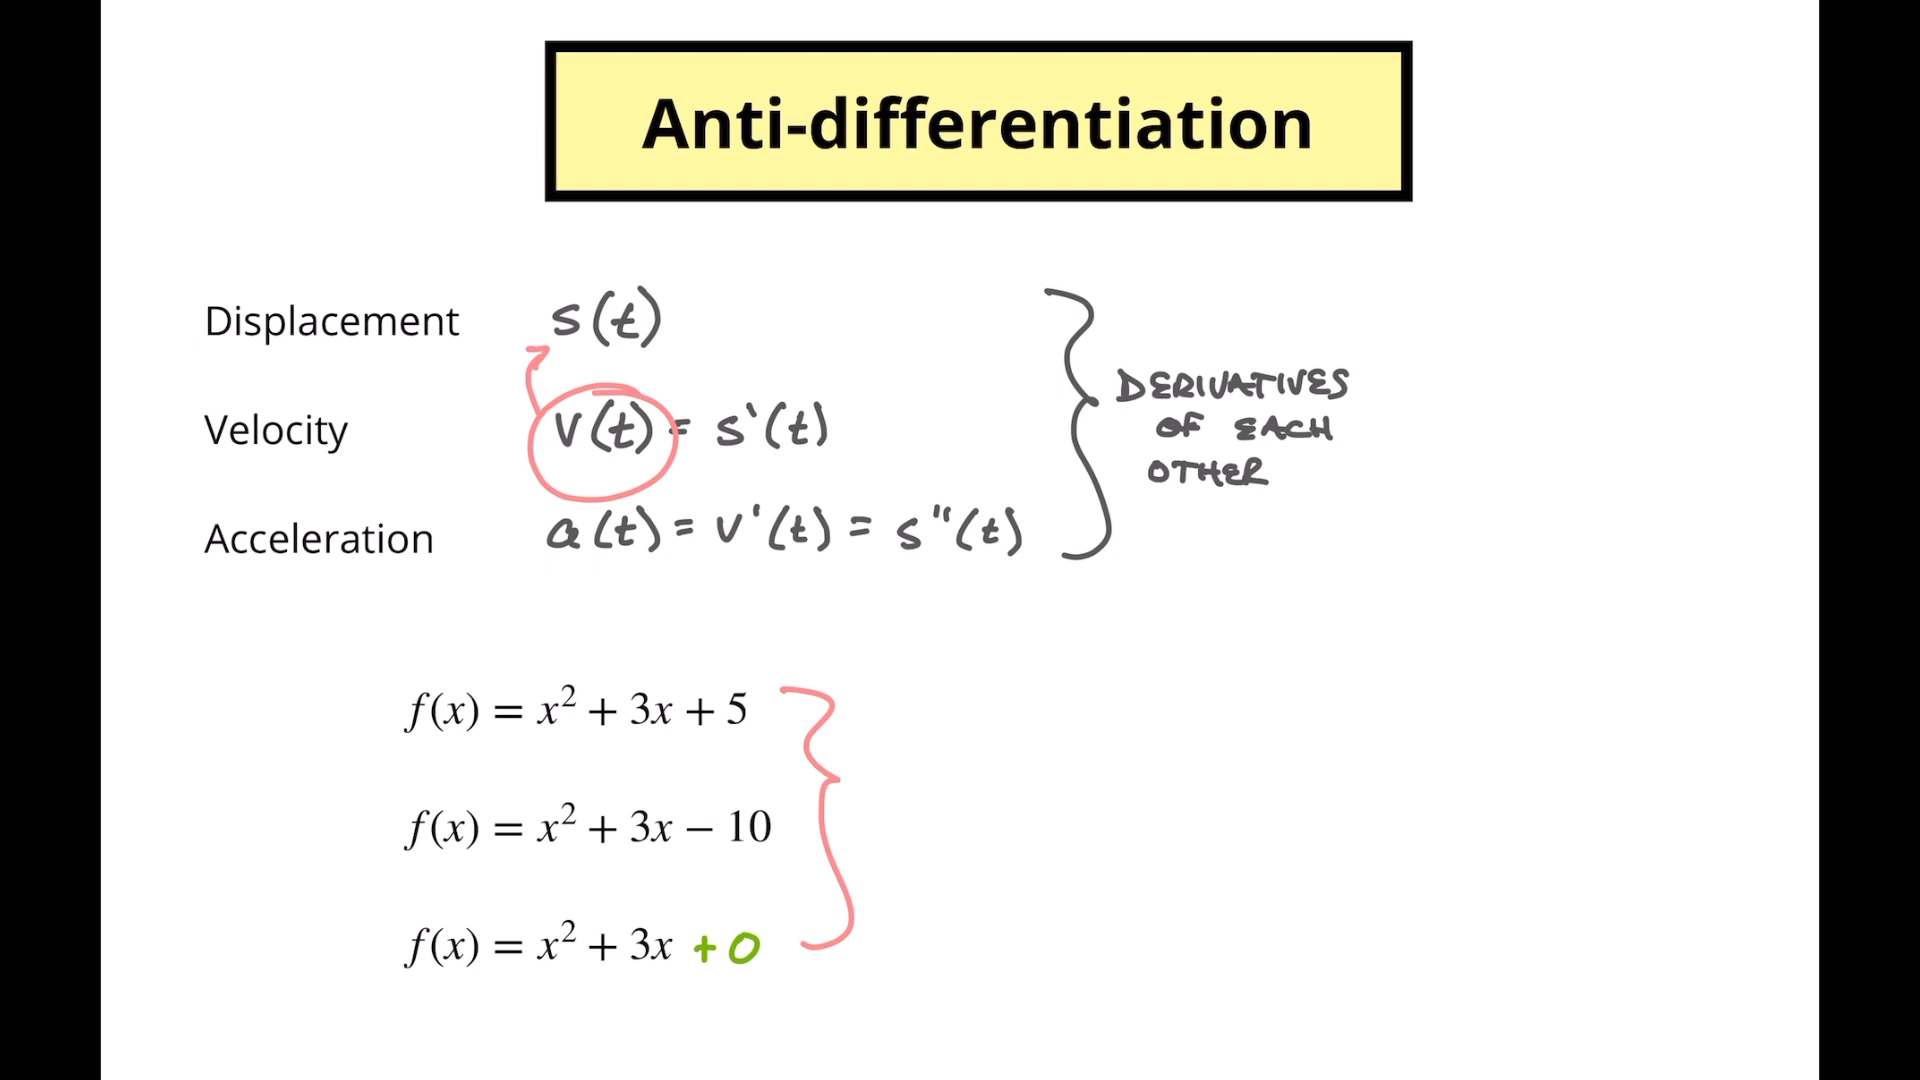 Anti-differentiation
Displacement s(t)
Velocity v(t) = s'(t)
Acceleration a(t) = v'(t) = s''(t)
DERIVATIVES
OF EACH
OTHER
f(x) = x² + 3x + 5
f(x) = x² + 3x − 10
f(x) = x² + 3x + 0